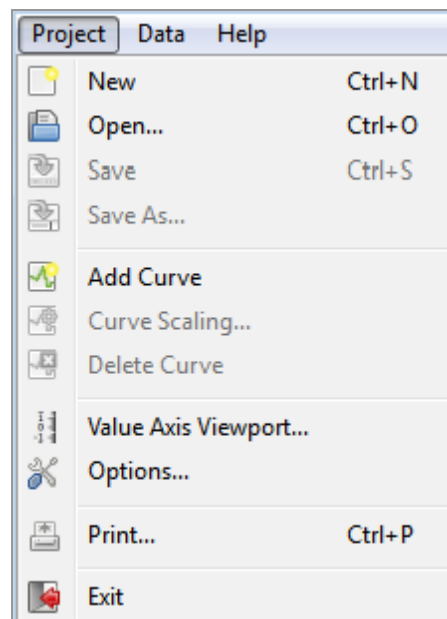 Project Data Help
New Ctrl+N
Open... Ctrl+O
Save Ctrl+S
Save As...
Add Curve
Curve Scaling...
Delete Curve
Value Axis Viewport...
Options...
Print... Ctrl+P
Exit